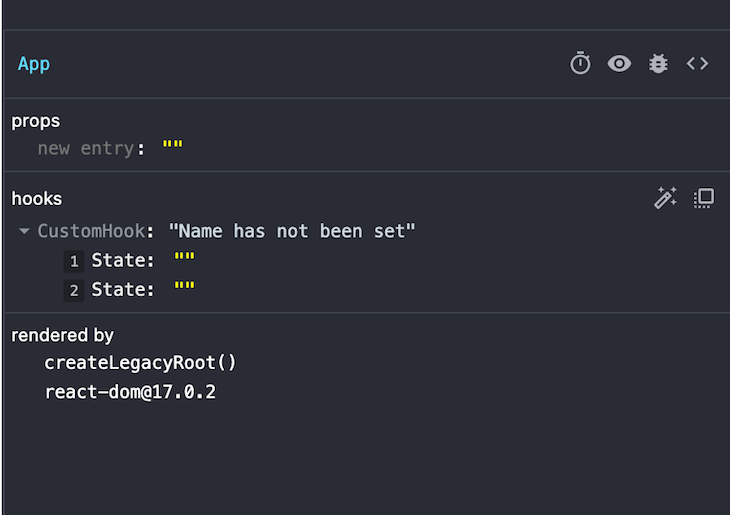 App
props
new entry: ""
hooks
CustomHook: "Name has not been set"
1 State: ""
2 State: ""
rendered by
createLegacyRoot()
react-dom@17.0.2